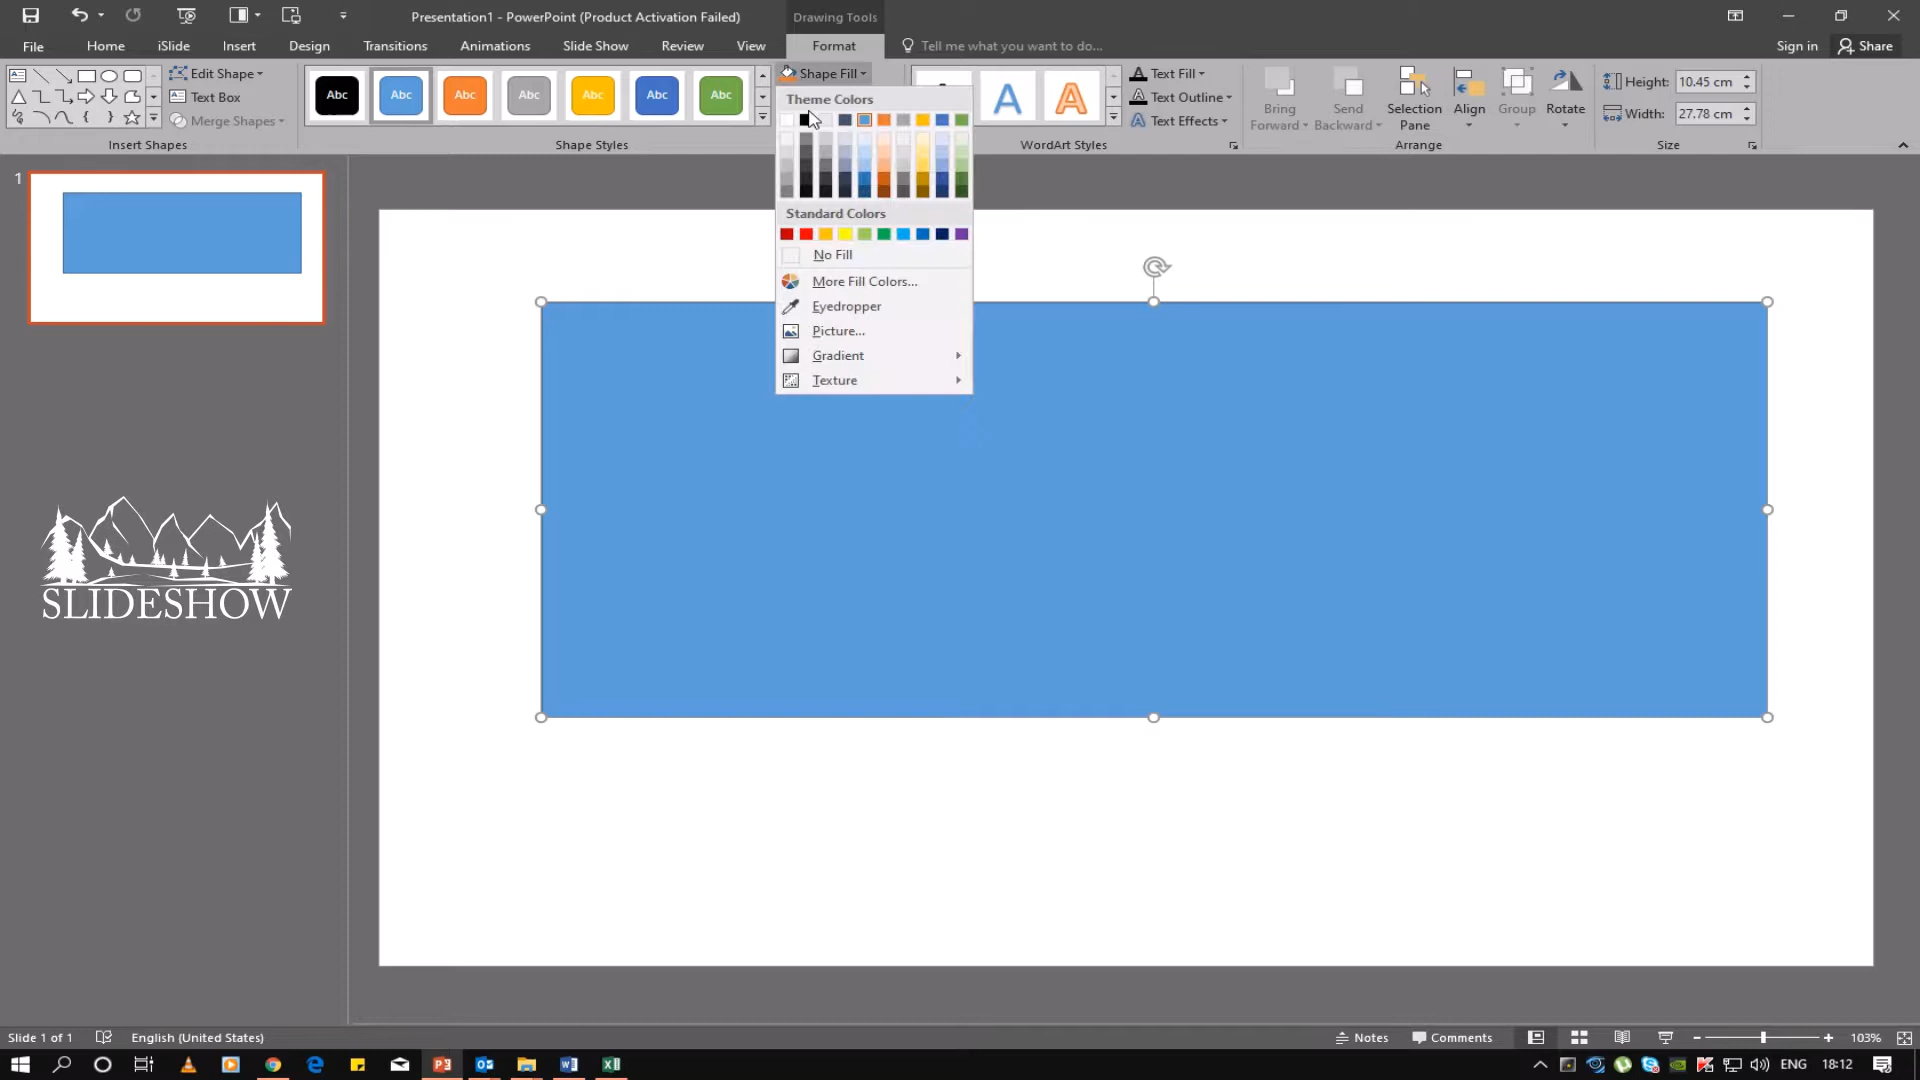 Presentation1 - PowerPoint (Product Activation Failed)
Drawing Tools
File
Home
iSlide
Insert
Design
Transitions
Animations
Slide Show
Review
View
Format
Tell me what you want to do...
Sign in
Share
Edit Shape
Text Box
Merge Shapes
Insert Shapes
Abc
Abc
Abc
Abc
Abc
Abc
Abc
Shape Styles
Shape Fill
Theme Colors
Standard Colors
No Fill
More Fill Colors...
Eyedropper
Picture...
Gradient
Texture
A
A
Text Fill
Text Outline
Text Effects
WordArt Styles
Bring
Forward
Send
Backward
Selection
Pane
Align
Group
Rotate
Arrange
Height:
10.45 cm
Width:
27.78 cm
Size
1
SLIDESHOW
Slide 1 of 1
English (United States)
Notes
Comments
103%
ENG
18:12